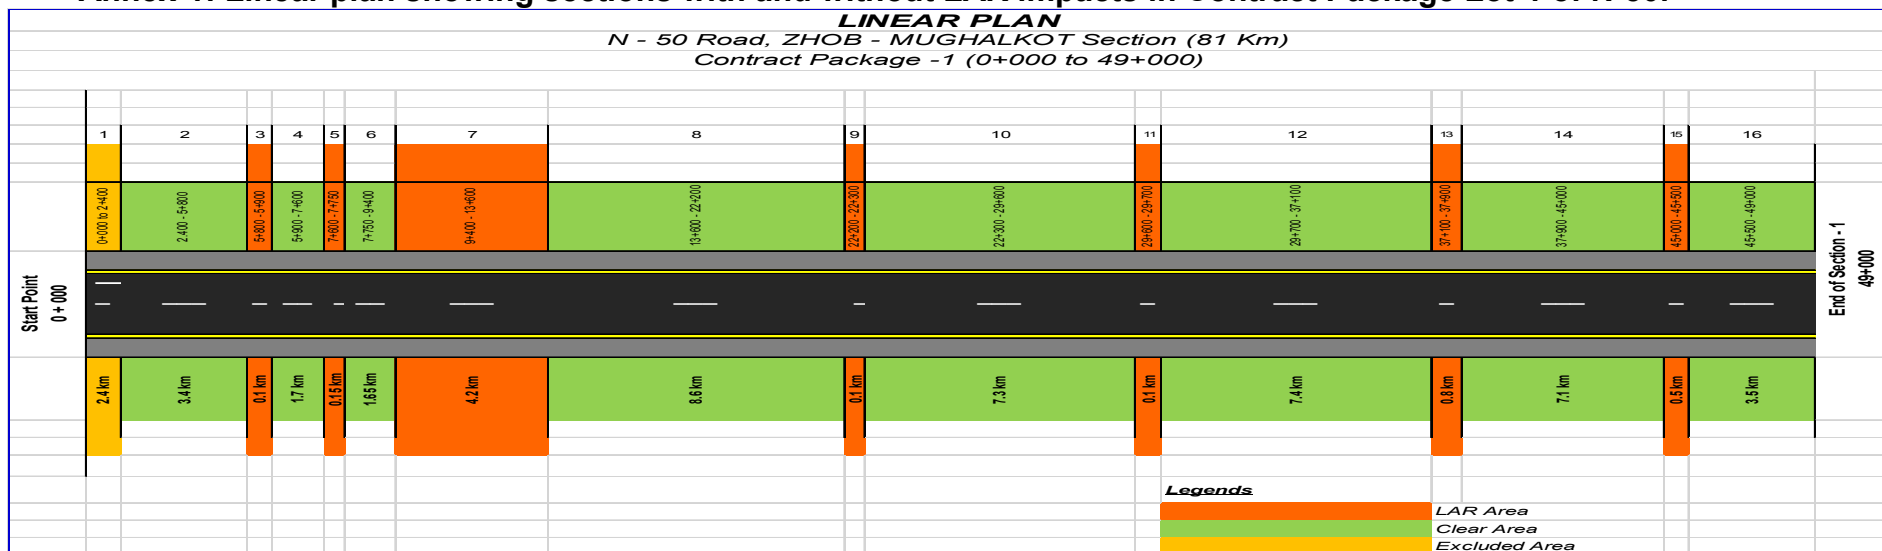 LINEAR PLAN
N - 50 Road, ZHOB - MUGHALKOT Section (81 Km)
Contract Package -1 (0+000 to 49+000)
1 2 3 4 5 6 7 8 9 10 11 12 13 14 15 16
0+000 to 2+400
2.400 - 5+800
5+800 - 5+900
5+900 - 7+600
7+600 - 7+750
7+750 - 9+400
9+400 - 13+600
13+600 - 22+200
22+200 - 22+300
22+300 - 29+600
29+600 - 29+700
29+700 - 37+100
37+100 - 37+900
37+900 - 45+000
45+000 - 45+500
45+500 - 49+000
Start Point
0 + 000
End of Section - 1
49+000
2.4 km
3.4 km
0.1 km
1.7 km
0.15 km
1.65 km
4.2 km
8.6 km
0.1 km
7.3 km
0.1 km
7.4 km
0.8 km
7.1 km
0.5 km
3.5 km
Legends
LAR Area
Clear Area
Excluded Area